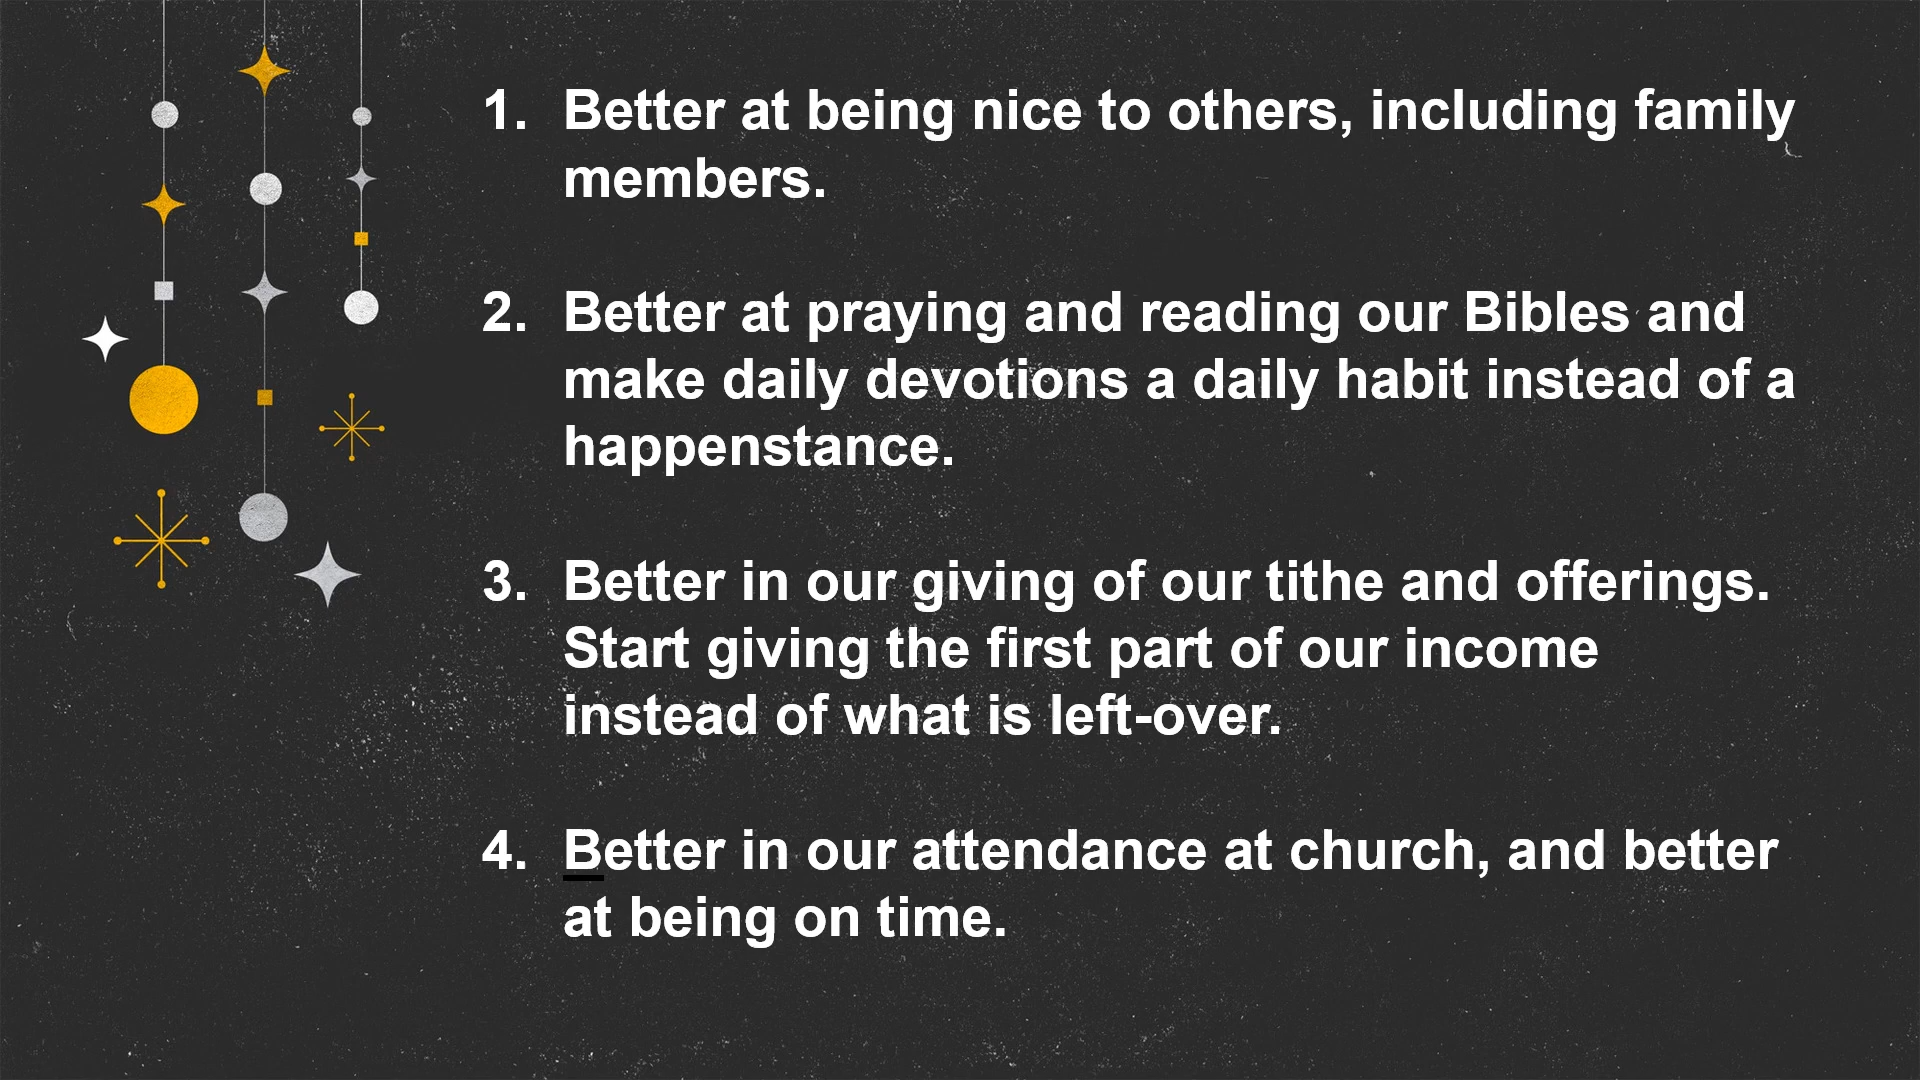 1. Better at being nice to others, including family
members.
2. Better at praying and reading our Bibles and
make daily devotions a daily habit instead of a
happenstance.
3. Better in our giving of our tithe and offerings.
Start giving the first part of our income
instead of what is left-over.
4. Better in our attendance at church, and better
at being on time.